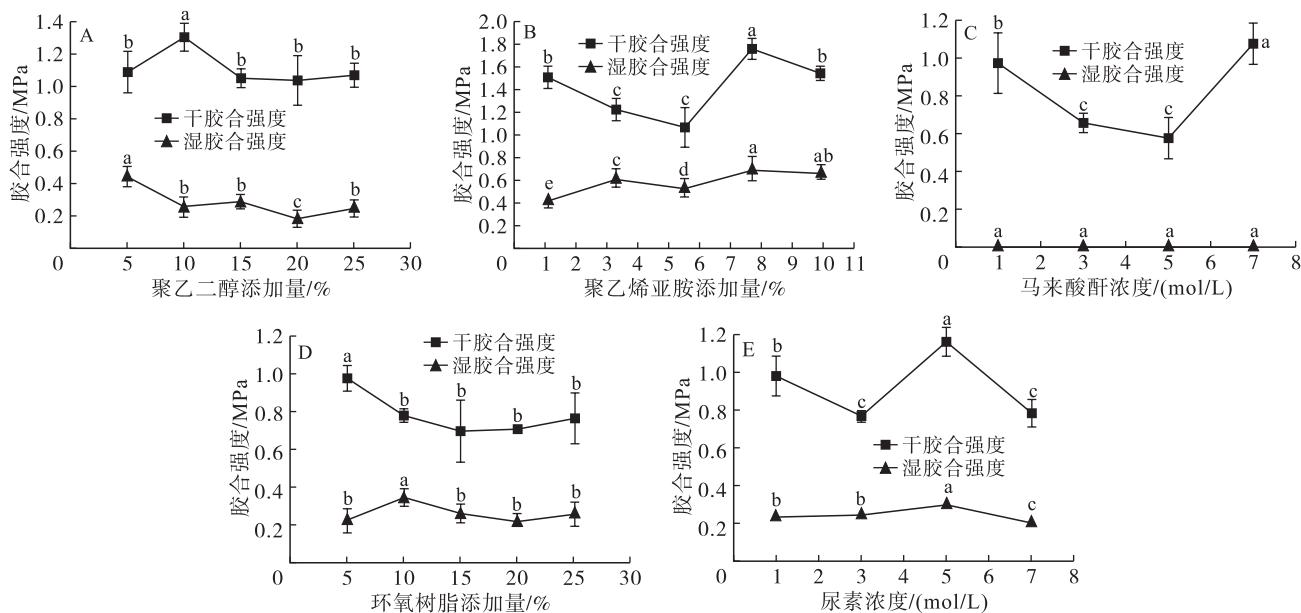 A
胶合强度/MPa
1.4
1.2
1.0
0.8
0.6
0.4
0.2
0
b
a
b
b
b
干胶合强度
湿胶合强度
a
b
b
c
b
5
10
15
20
25
30
聚乙二醇添加量/%
B
胶合强度/MPa
2.0
1.8
1.6
1.4
1.2
1.0
0.8
0.6
0.4
0.2
0
干胶合强度
湿胶合强度
b
c
c
a
b
e
c
d
a
ab
1 2 3 4 5 6 7 8 9 10 11
聚乙烯亚胺添加量/%
C
胶合强度/MPa
1.2
1.0
0.8
0.6
0.4
0.2
0
干胶合强度
湿胶合强度
b
c
c
a
a
a
a
a
1 2 3 4 5 6 7 8
马来酸酐浓度/(mol/L)
D
胶合强度/MPa
1.0
0.8
0.6
0.4
0.2
0
干胶合强度
湿胶合强度
a
b
b
b
b
b
a
b
b
b
5
10
15
20
25
30
环氧树脂添加量/%
E
胶合强度/MPa
1.2
1.0
0.8
0.6
0.4
0.2
0
b
c
a
c
干胶合强度
湿胶合强度
b
b
a
c
1 2 3 4 5 6 7 8
尿素浓度/(mol/L)